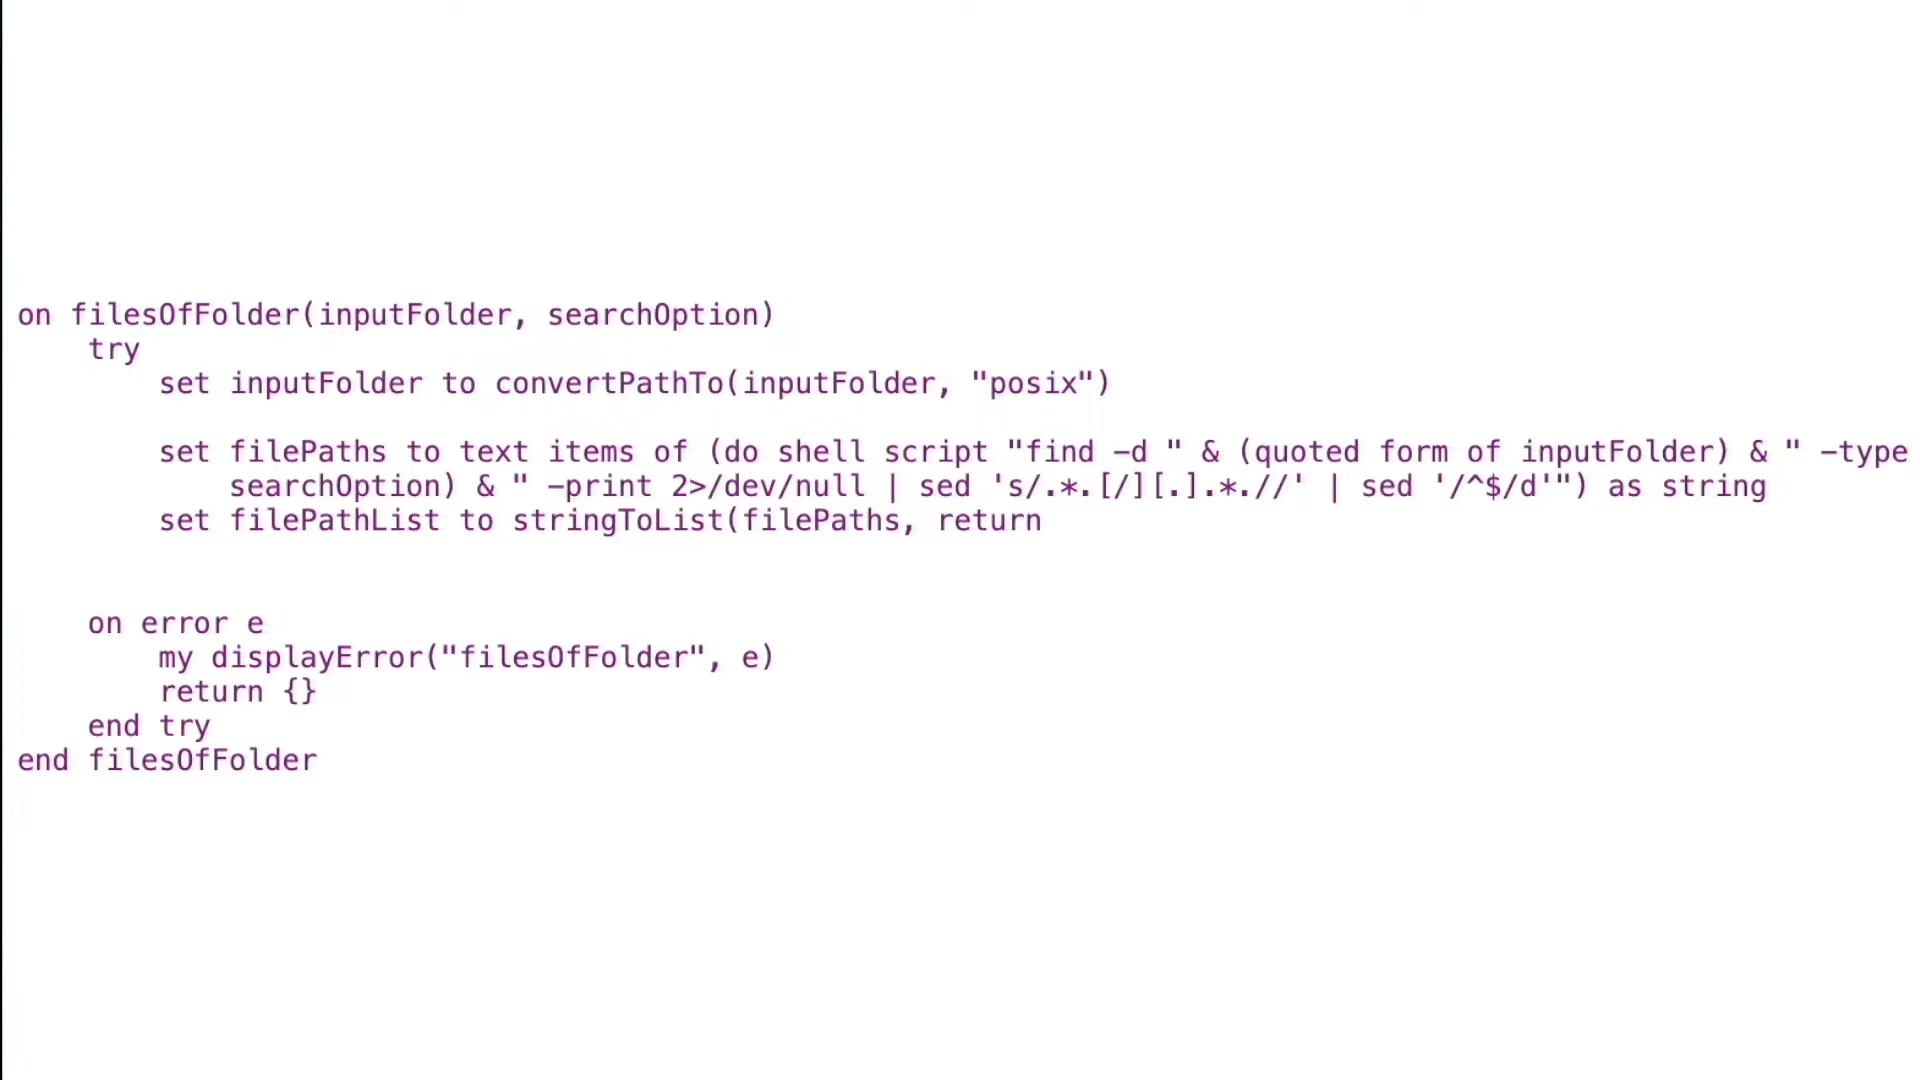 on filesOfFolder(inputFolder, searchOption)
try
set inputFolder to convertPathTo(inputFolder, "posix")
set filePaths to text items of (do shell script "find -d " & (quoted form of inputFolder) & " -type
searchOption) & " -print 2>/dev/null | sed 's/.*.[/][.].*.//' | sed '/^$/d'") as string
set filePathList to stringToList(filePaths, return
on error e
my displayError("filesOfFolder", e)
return {}
end try
end filesOfFolder